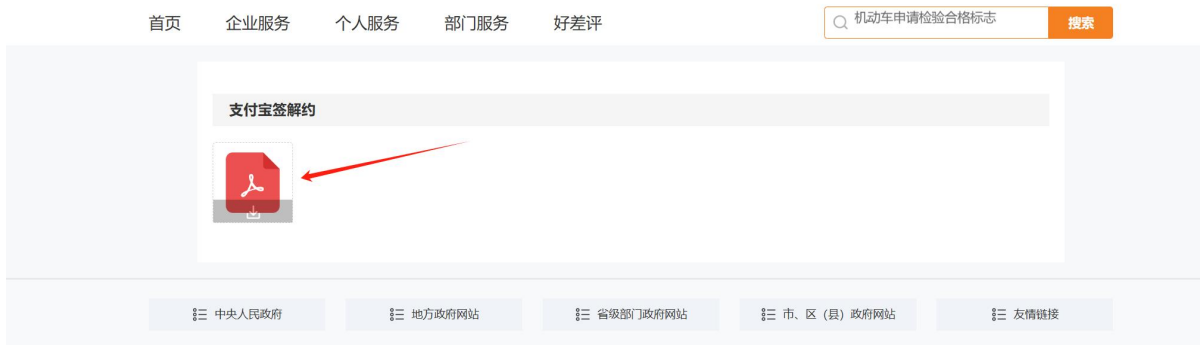 首页 企业服务 个人服务 部门服务 好差评 机动车申请检验合格标志 搜索
支付宝签解约
中央人民政府 地方政府网站 省级部门政府网站 市、区（县）政府网站 友情链接